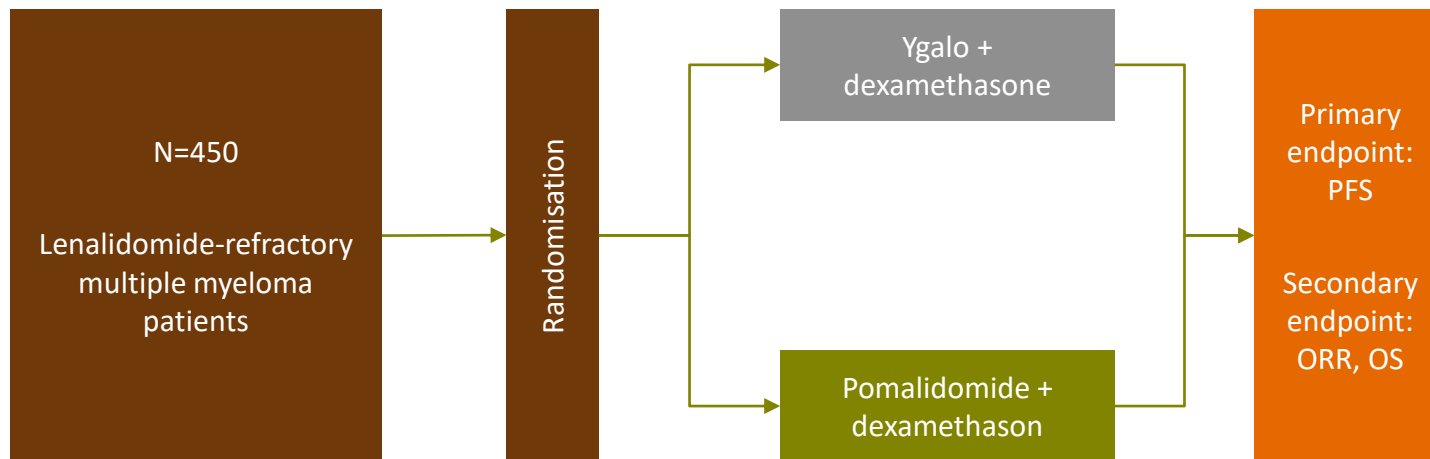 N=450
Lenalidomide-refractory
multiple myeloma
patients
Randomisation
Ygalo +
dexamethasone
Pomalidomide +
dexamethason
Primary
endpoint:
PFS
Secondary
endpoint:
ORR, OS